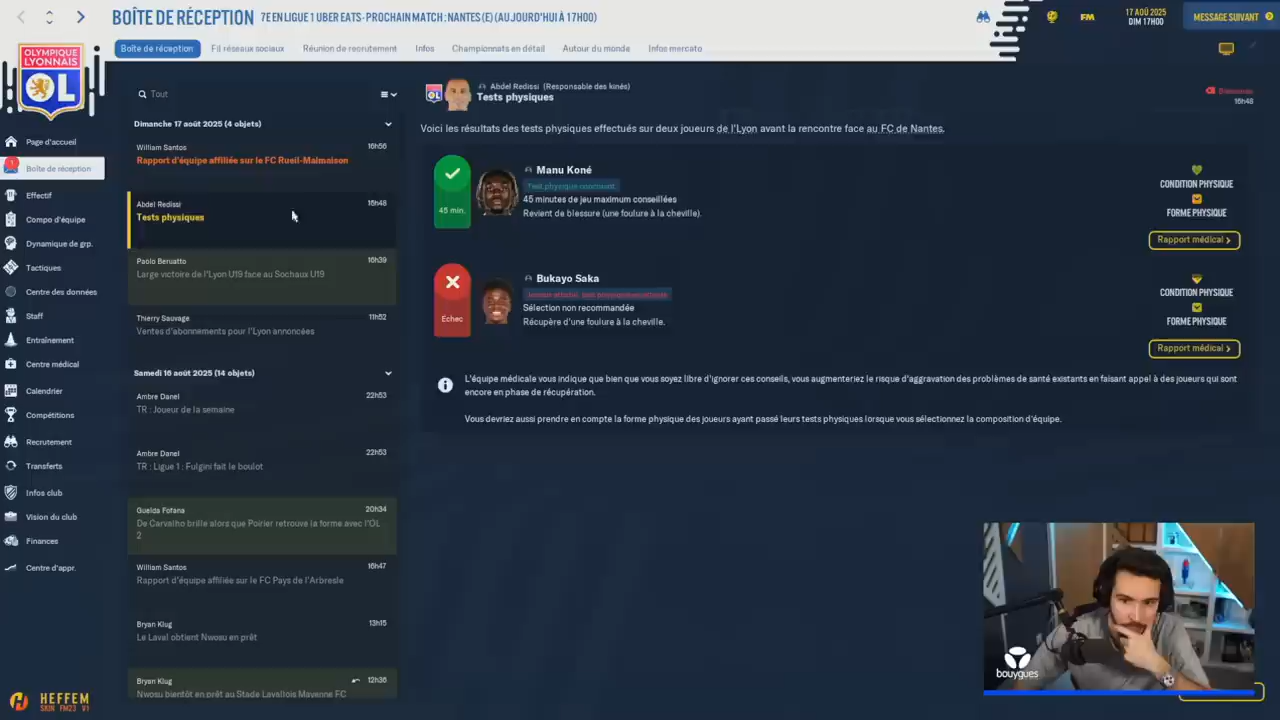 BOÎTE DE RÉCEPTION
7E EN LIGUE 1 UBER EATS - PROCHAIN MATCH : NANTES (E) (AUJOURD'HUI À 17H00)
FM
17 AOÛ 2025
DIM 17H00
MESSAGE SUIVANT
Boîte de réception
Fil réseaux sociaux
Réunion de recrutement
Infos
Championnats en détail
Autour du monde
Infos mercato
OLYMPIQUE
LYONNAIS
OL
Page d'accueil
1
Boîte de réception
Effectif
Compo d'équipe
Dynamique de grp.
Tactiques
Centre des données
Staff
Entraînement
Centre médical
Calendrier
Compétitions
Recrutement
Transferts
Infos club
Vision du club
Finances
Centre d'appr.
HEFFEM
SKIN FM23 V1
Tout
Dimanche 17 août 2025 (4 objets)
William Santos
16h56
Rapport d'équipe affiliée sur le FC Rueil-Malmaison
Abdel Redissi
16h48
Tests physiques
Paolo Beruatto
16h39
Large victoire de l'Lyon U19 face au Sochaux U19
Thierry Sauvage
11h52
Ventes d'abonnements pour l'Lyon annoncées
Samedi 16 août 2025 (14 objets)
Ambre Danel
22h53
TR : Joueur de la semaine
Ambre Danel
22h53
TR : Ligue 1 : Fulgini fait le boulot
Guelda Fofana
20h34
De Carvalho brille alors que Poirier retrouve la forme avec l'OL
2
William Santos
16h47
Rapport d'équipe affiliée sur le FC Pays de l'Arbresle
Bryan Klug
13h15
Le Laval obtient Nwosu en prêt
Bryan Klug
12h36
Nwosu bientôt en prêt au Stade Lavallois Mayenne FC
Abdel Redissi (Responsable des kinés)
Tests physiques
16h48
Voici les résultats des tests physiques effectués sur deux joueurs de l'Lyon avant la rencontre face au FC de Nantes.
45 min.
Manu Koné
Test physique concluant
45 minutes de jeu maximum conseillées
Revient de blessure (une foulure à la cheville).
CONDITION PHYSIQUE
FORME PHYSIQUE
Rapport médical
Échec
Bukayo Saka
Sélection non recommandée
Récupère d'une foulure à la cheville.
CONDITION PHYSIQUE
FORME PHYSIQUE
Rapport médical
L'équipe médicale vous indique que bien que vous soyez libre d'ignorer ces conseils, vous augmenteriez le risque d'aggravation des problèmes de santé existants en faisant appel à des joueurs qui sont
encore en phase de récupération.
Vous devriez aussi prendre en compte la forme physique des joueurs ayant passé leurs tests physiques lorsque vous sélectionnez la composition d'équipe.
bouygues